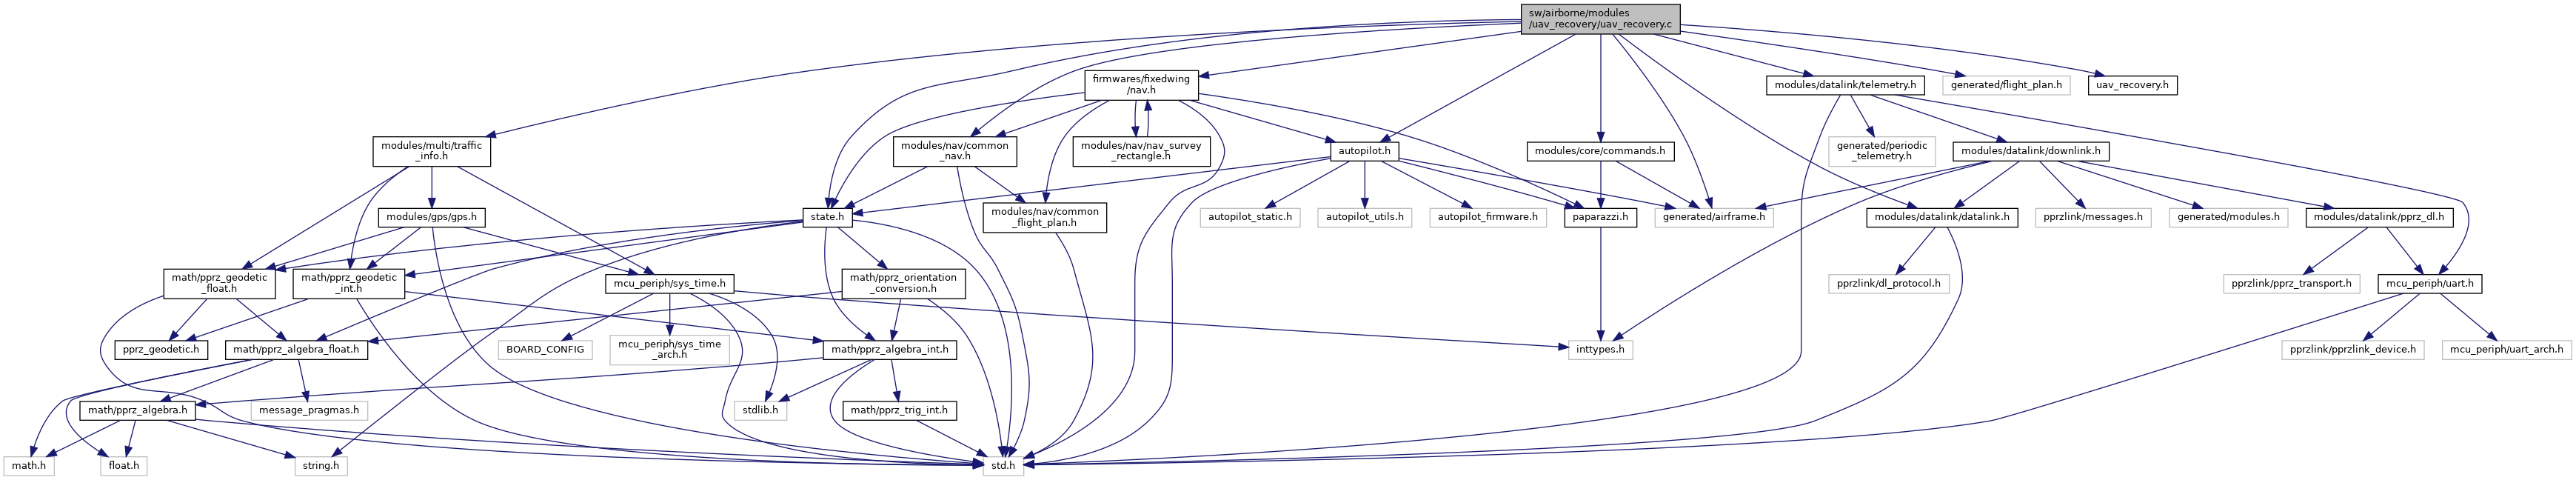 sw/airborne/modules
/uav_recovery/uav_recovery.c
firmwares/fixedwing
/nav.h
modules/datalink/telemetry.h
generated/flight_plan.h
uav_recovery.h
modules/multi/traffic
_info.h
modules/nav/common
_nav.h
modules/nav/nav_survey
_rectangle.h
autopilot.h
modules/core/commands.h
generated/periodic
_telemetry.h
modules/datalink/downlink.h
modules/gps/gps.h
state.h
modules/nav/common
_flight_plan.h
autopilot_static.h
autopilot_utils.h
autopilot_firmware.h
paparazzi.h
generated/airframe.h
modules/datalink/datalink.h
pprzlink/messages.h
generated/modules.h
modules/datalink/pprz_dl.h
math/pprz_geodetic
_float.h
math/pprz_geodetic
_int.h
mcu_periph/sys_time.h
math/pprz_orientation
_conversion.h
pprzlink/dl_protocol.h
pprzlink/pprz_transport.h
mcu_periph/uart.h
pprz_geodetic.h
math/pprz_algebra_float.h
BOARD_CONFIG
mcu_periph/sys_time
_arch.h
math/pprz_algebra_int.h
inttypes.h
pprzlink/pprzlink_device.h
mcu_periph/uart_arch.h
math/pprz_algebra.h
message_pragmas.h
stdlib.h
math/pprz_trig_int.h
math.h
float.h
string.h
std.h